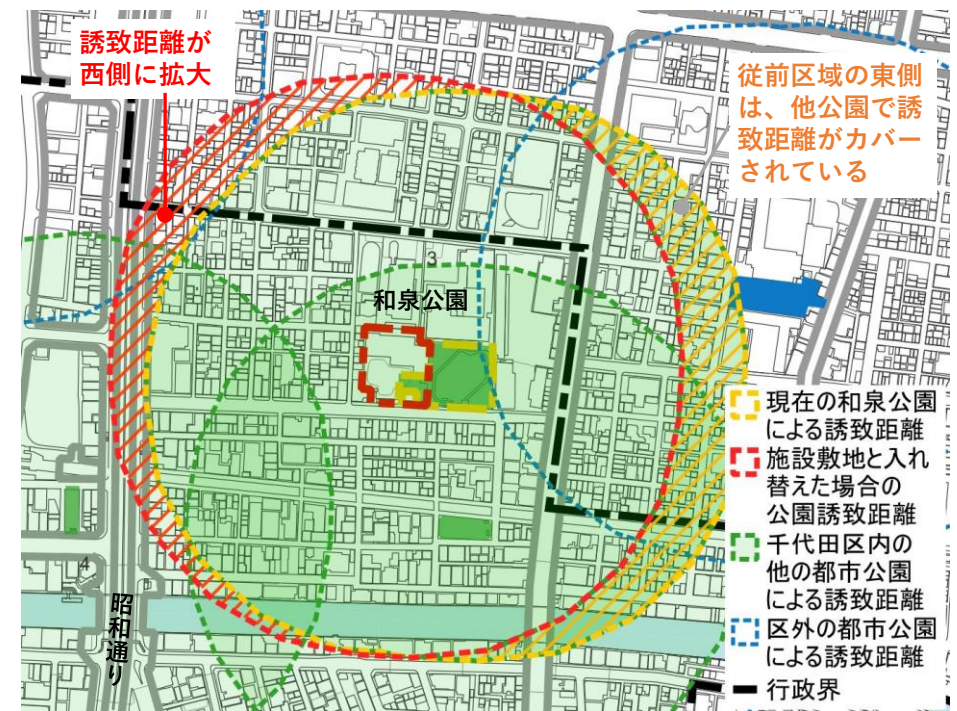 誘致距離が
西側に拡大
従前区域の東側
は、他公園で誘
致距離がカバー
されている
3
和泉公園
4
昭和通り
現在の和泉公園
による誘致距離
施設敷地と入れ
替えた場合の
公園誘致距離
千代田区内の
他の都市公園
による誘致距離
区外の都市公園
による誘致距離
行政界